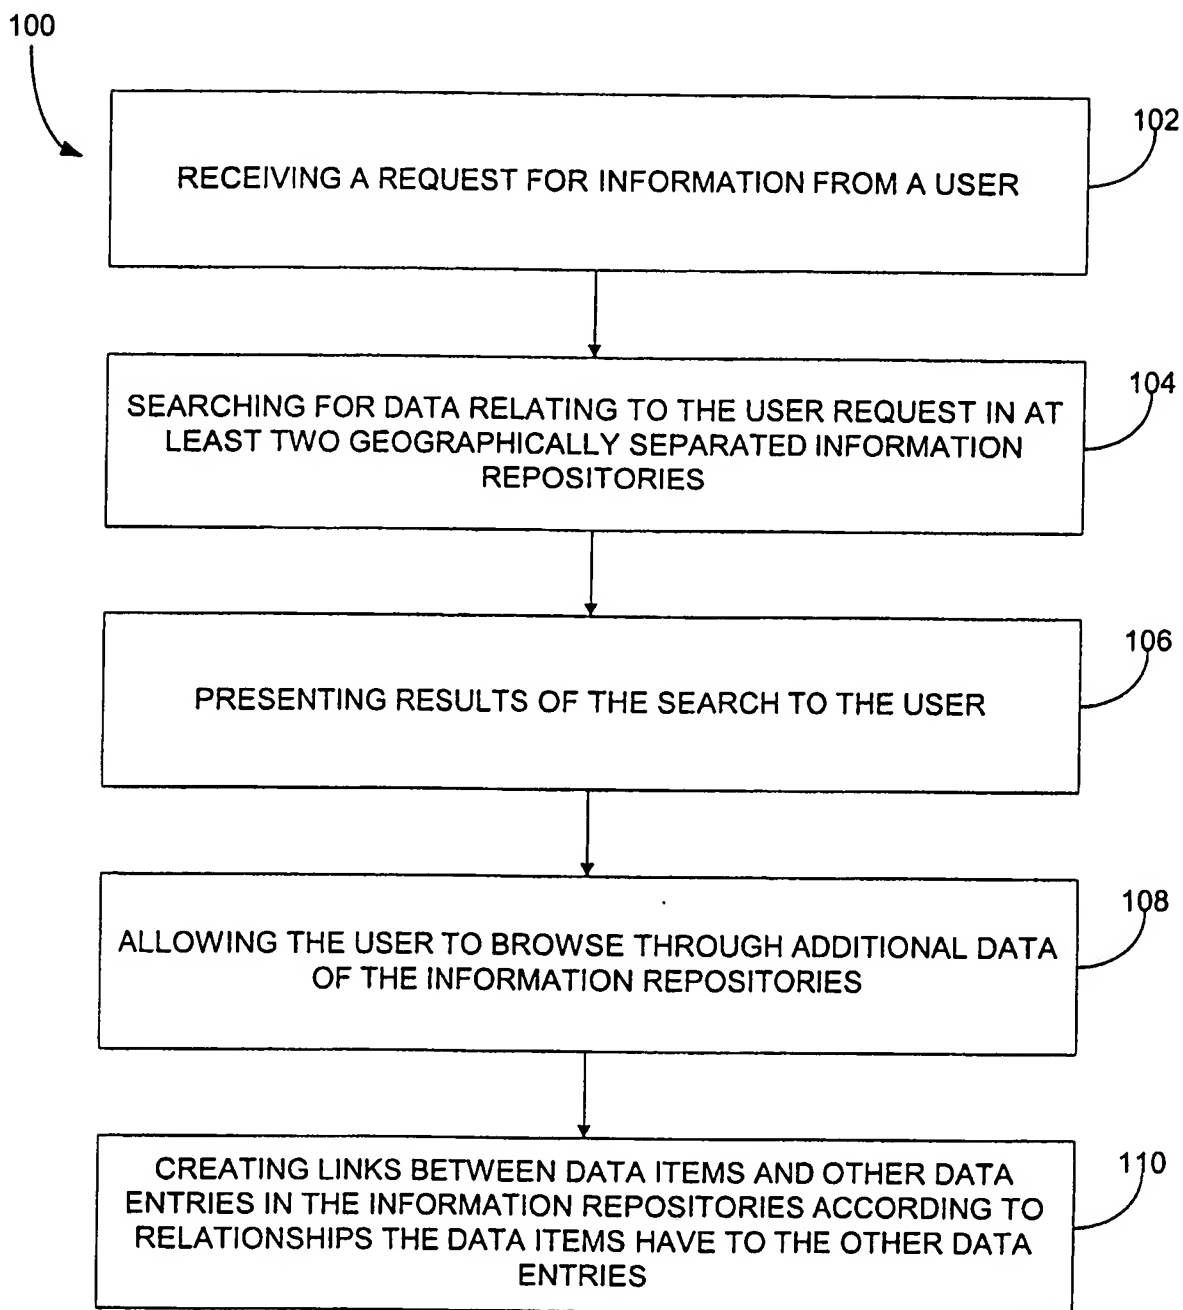 100
102
RECEIVING A REQUEST FOR INFORMATION FROM A USER
104
SEARCHING FOR DATA RELATING TO THE USER REQUEST IN AT
LEAST TWO GEOGRAPHICALLY SEPARATED INFORMATION
REPOSITORIES
106
PRESENTING RESULTS OF THE SEARCH TO THE USER
108
ALLOWING THE USER TO BROWSE THROUGH ADDITIONAL DATA
OF THE INFORMATION REPOSITORIES
110
CREATING LINKS BETWEEN DATA ITEMS AND OTHER DATA
ENTRIES IN THE INFORMATION REPOSITORIES ACCORDING TO
RELATIONSHIPS THE DATA ITEMS HAVE TO THE OTHER DATA
ENTRIES